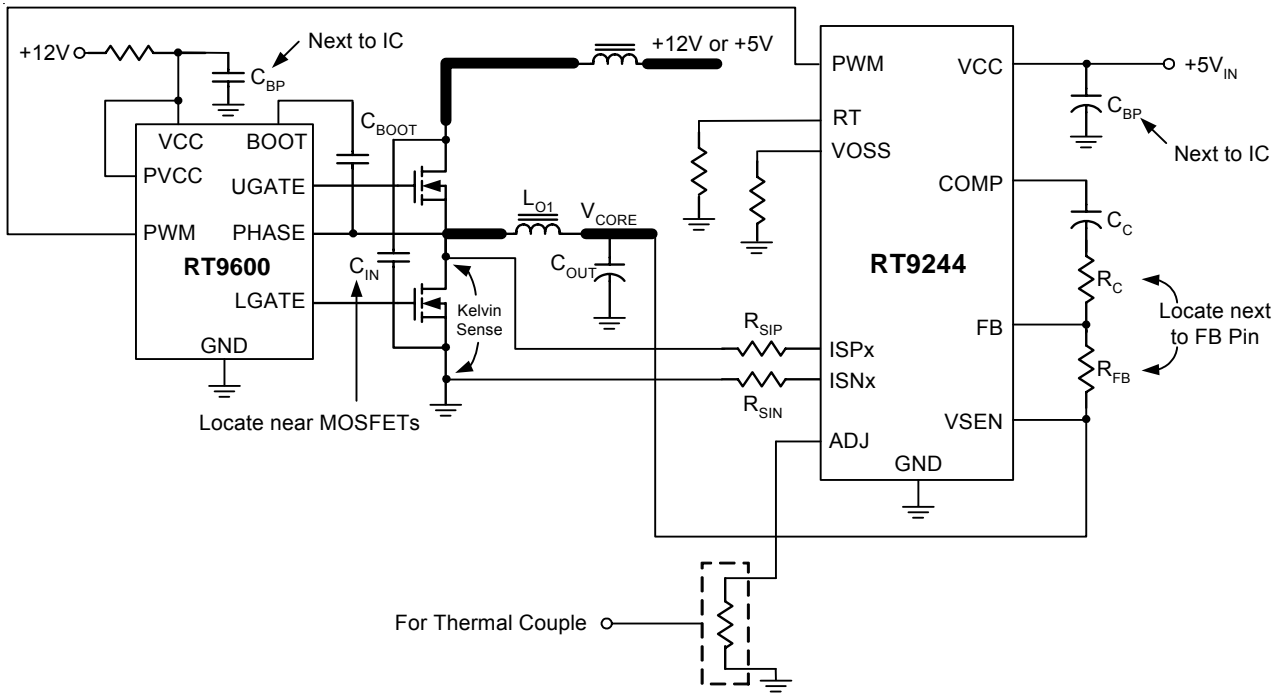 +12V
Next to IC
C_BP
+12V or +5V
PWM
VCC
+5V_IN
C_BP
Next to IC
VCC
BOOT
C_BOOT
RT
VOSS
PVCC
UGATE
COMP
C_C
PWM
PHASE
L_O1
V_CORE
RT9600
C_IN
C_OUT
RT9244
R_C
LGATE
Kelvin
Sense
Locate next
to FB Pin
FB
GND
R_SIP
ISPx
R_FB
ISNx
R_SIN
Locate near MOSFETs
VSEN
ADJ
GND
For Thermal Couple